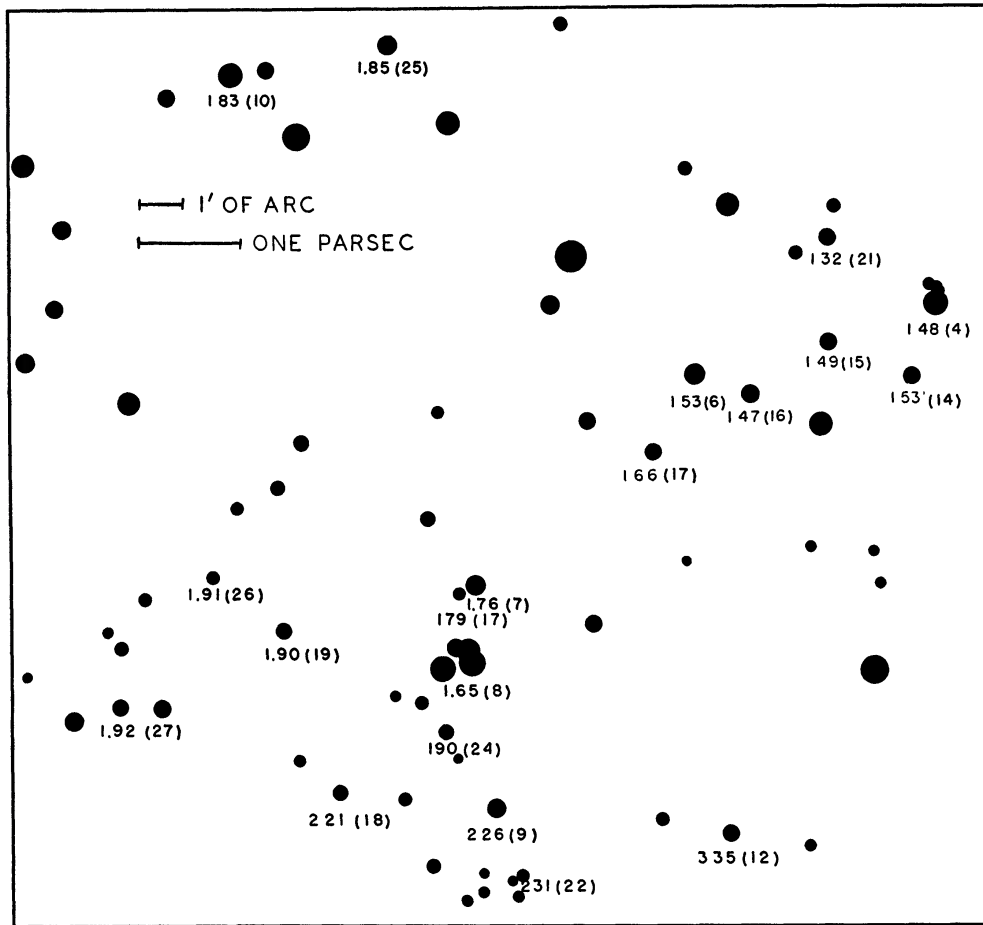 1.85 (25)
1 83 (10)
1' OF ARC
ONE PARSEC
1 32 (21)
1 48 (4)
1 49 (15)
1 53 (6)
1 47 (16)
1 53' (14)
1 66 (17)
1.91 (26)
1.76 (7)
1 79 (17)
1.90 (19)
1.65 (8)
1.92 (27)
1 90 (24)
2 21 (18)
2 26 (9)
3 35 (12)
2 31 (22)